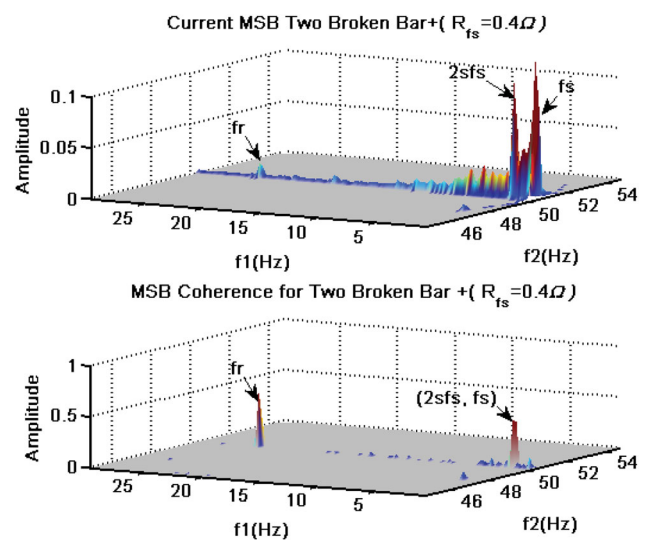 Current MSB Two Broken Bar+( R_fs=0.4Ω)
2sfs
fs
fr
0.1
0.05
0
Amplitude
25
20
15
10
5
f1(Hz)
46
48
50
52
54
f2(Hz)
MSB Coherence for Two Broken Bar +( R_fs=0.4Ω)
fr
(2sfs, fs)
1
0.5
0
Amplitude
25
20
15
10
5
f1(Hz)
46
48
50
52
54
f2(Hz)